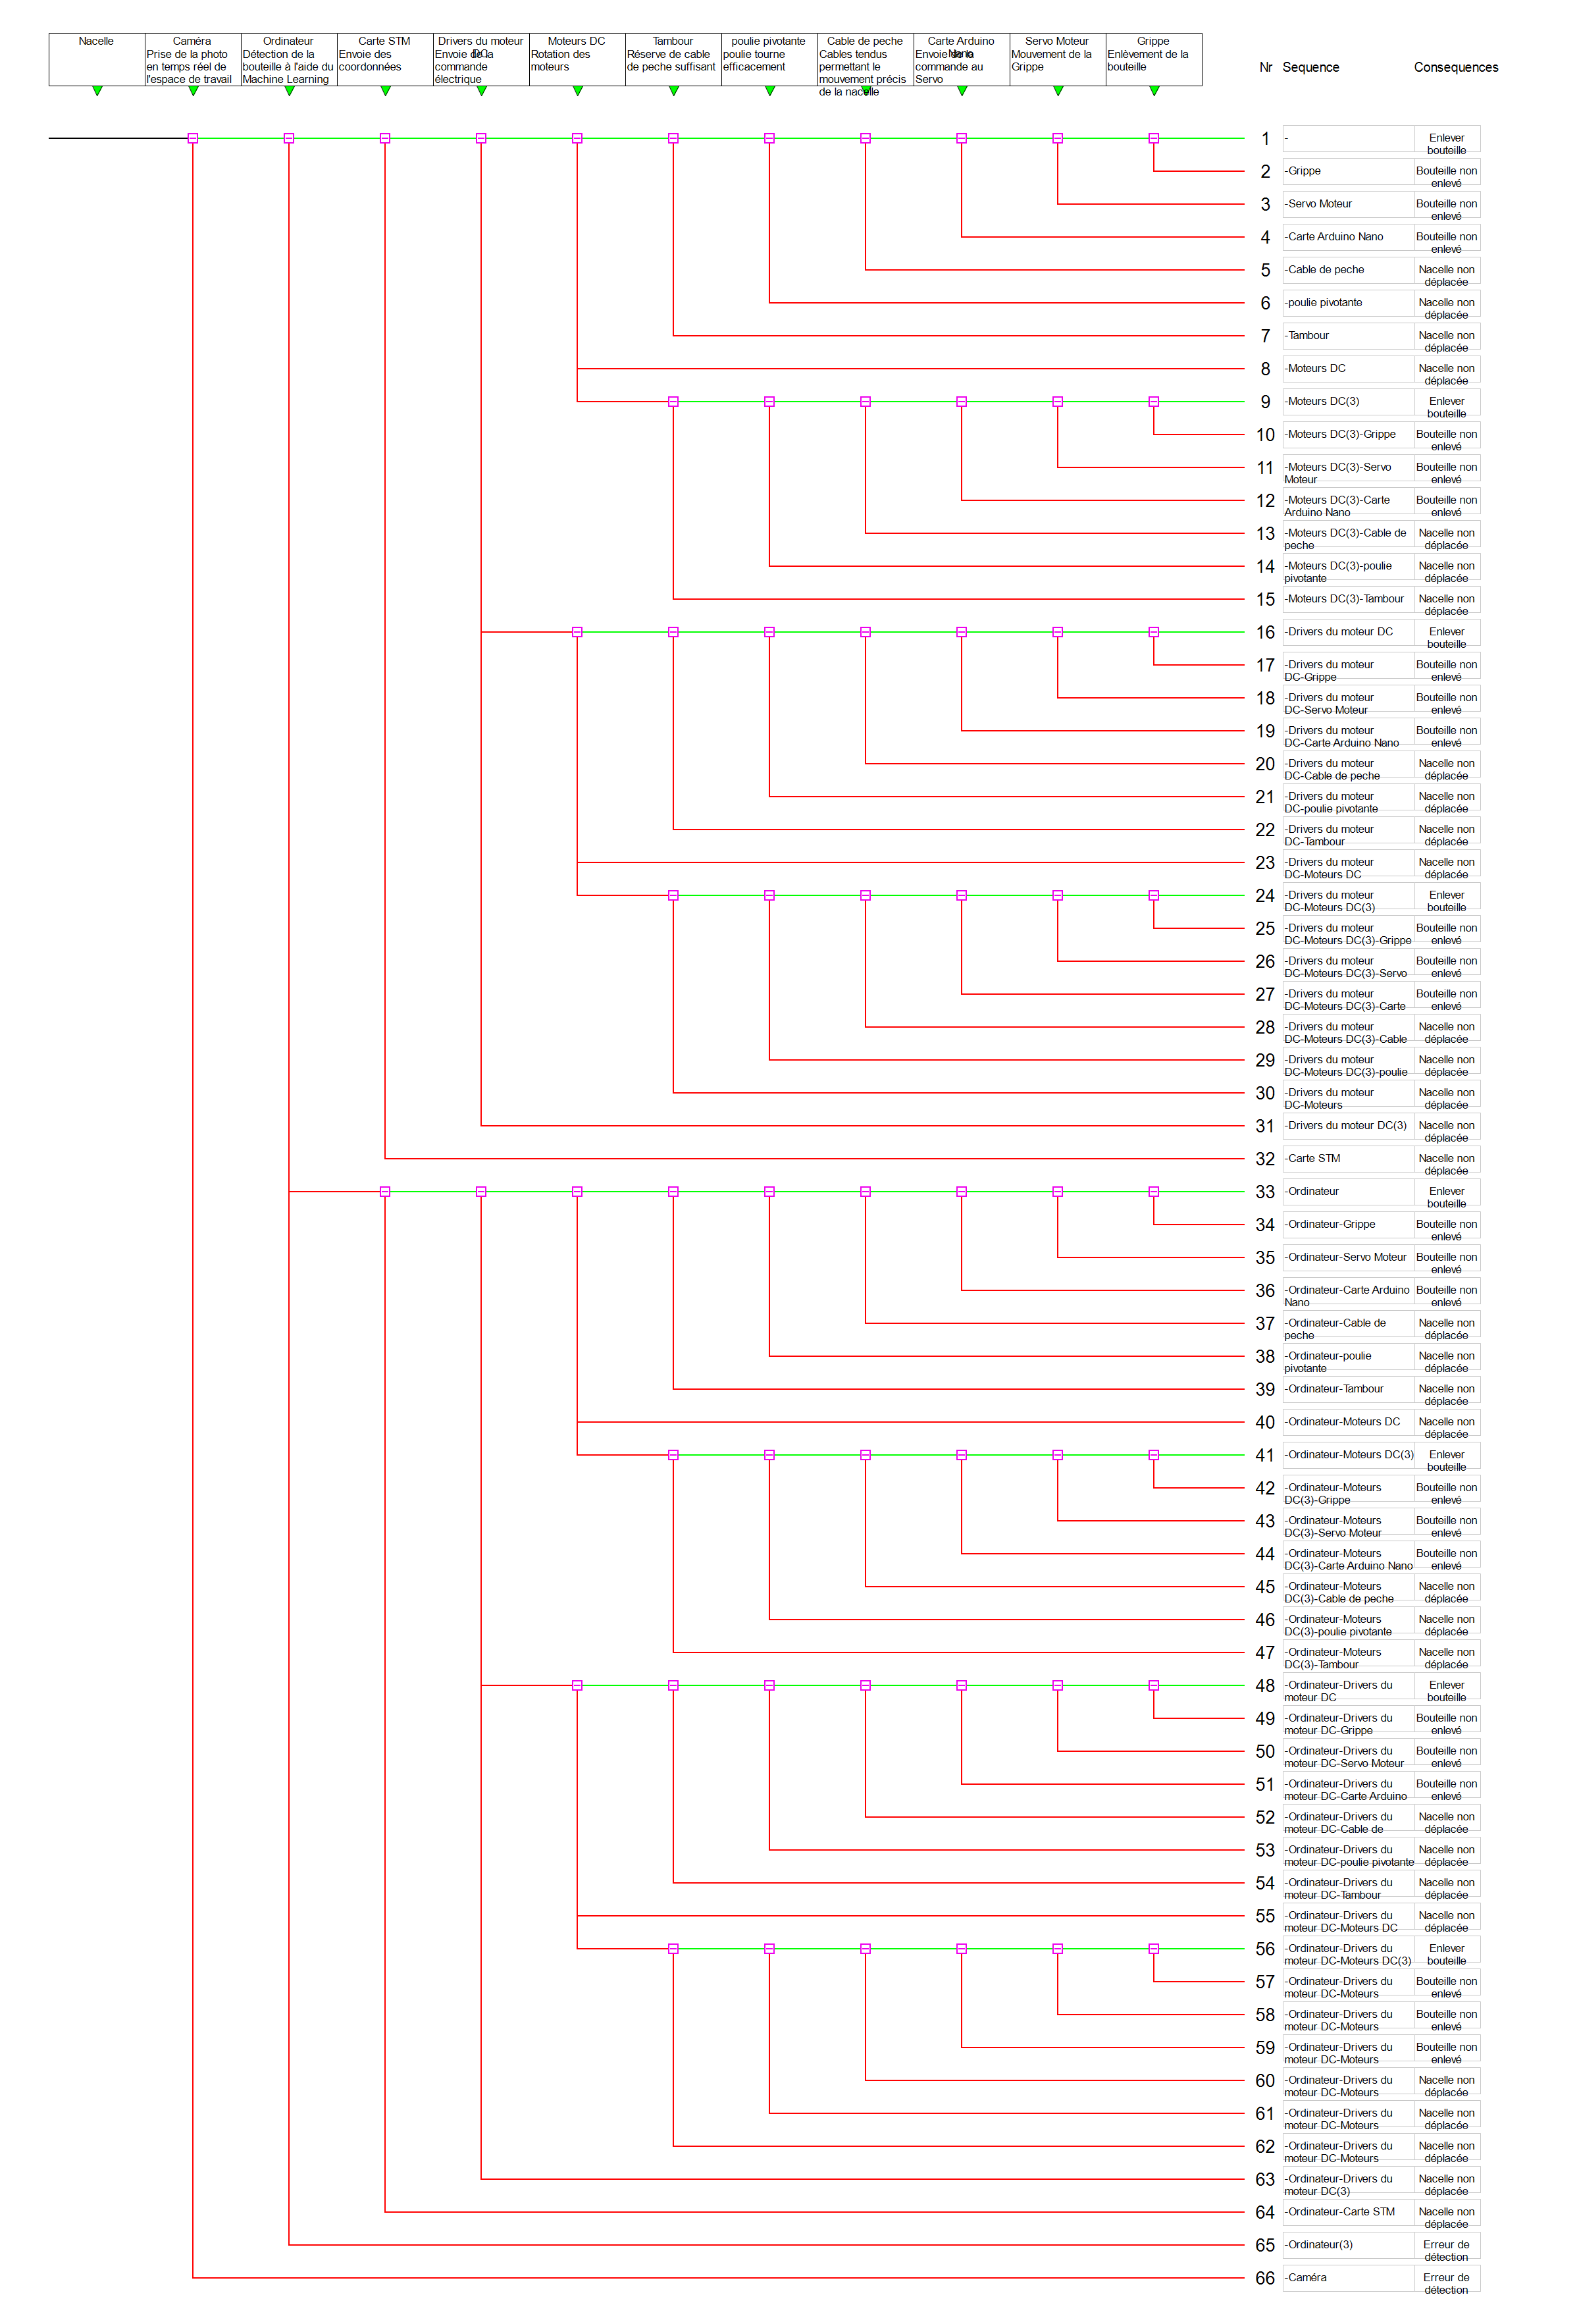 Nacelle
Caméra
Prise de la photo
en temps réel de
l'espace de travail
Ordinateur
Détection de la
bouteille à l'aide du
Machine Learning
Carte STM
Envoie des
coordonnées
Drivers du moteur
DC
Envoie de la
commande
électrique
Moteurs DC
Rotation des
moteurs
Tambour
Réserve de cable
de peche suffisant
poulie pivotante
poulie tourne
efficacement
Cable de peche
Cables tendus
permettant le
mouvement précis
de la nacelle
Carte Arduino
Nano
Envoie de la
commande au
Servo
Servo Moteur
Mouvement de la
Grippe
Grippe
Enlèvement de la
bouteille
Nr Sequence Consequences
1 - Enlever
bouteille
2 -Grippe Bouteille non
enlevé
3 -Servo Moteur Bouteille non
enlevé
4 -Carte Arduino Nano Bouteille non
enlevé
5 -Cable de peche Nacelle non
déplacée
6 -poulie pivotante Nacelle non
déplacée
7 -Tambour Nacelle non
déplacée
8 -Moteurs DC Nacelle non
déplacée
9 -Moteurs DC(3) Enlever
bouteille
10 -Moteurs DC(3)-Grippe Bouteille non
enlevé
11 -Moteurs DC(3)-Servo Bouteille non
Moteur enlevé
12 -Moteurs DC(3)-Carte Bouteille non
Arduino Nano enlevé
13 -Moteurs DC(3)-Cable de Nacelle non
peche déplacée
14 -Moteurs DC(3)-poulie Nacelle non
pivotante déplacée
15 -Moteurs DC(3)-Tambour Nacelle non
déplacée
16 -Drivers du moteur DC Enlever
bouteille
17 -Drivers du moteur Bouteille non
DC-Grippe enlevé
18 -Drivers du moteur Bouteille non
DC-Servo Moteur enlevé
19 -Drivers du moteur Bouteille non
DC-Carte Arduino Nano enlevé
20 -Drivers du moteur Nacelle non
DC-Cable de peche déplacée
21 -Drivers du moteur Nacelle non
DC-poulie pivotante déplacée
22 -Drivers du moteur Nacelle non
DC-Tambour déplacée
23 -Drivers du moteur Nacelle non
DC-Moteurs DC déplacée
24 -Drivers du moteur Enlever
DC-Moteurs DC(3) bouteille
25 -Drivers du moteur Bouteille non
DC-Moteurs DC(3)-Grippe enlevé
26 -Drivers du moteur Bouteille non
DC-Moteurs DC(3)-Servo enlevé
27 -Drivers du moteur Bouteille non
DC-Moteurs DC(3)-Carte enlevé
28 -Drivers du moteur Nacelle non
DC-Moteurs DC(3)-Cable déplacée
29 -Drivers du moteur Nacelle non
DC-Moteurs DC(3)-poulie déplacée
30 -Drivers du moteur Nacelle non
DC-Moteurs déplacée
31 -Drivers du moteur DC(3) Nacelle non
déplacée
32 -Carte STM Nacelle non
déplacée
33 -Ordinateur Enlever
bouteille
34 -Ordinateur-Grippe Bouteille non
enlevé
35 -Ordinateur-Servo Moteur Bouteille non
enlevé
36 -Ordinateur-Carte Arduino Bouteille non
Nano enlevé
37 -Ordinateur-Cable de Nacelle non
peche déplacée
38 -Ordinateur-poulie Nacelle non
pivotante déplacée
39 -Ordinateur-Tambour Nacelle non
déplacée
40 -Ordinateur-Moteurs DC Nacelle non
déplacée
41 -Ordinateur-Moteurs DC(3) Enlever
bouteille
42 -Ordinateur-Moteurs Bouteille non
DC(3)-Grippe enlevé
43 -Ordinateur-Moteurs Bouteille non
DC(3)-Servo Moteur enlevé
44 -Ordinateur-Moteurs Bouteille non
DC(3)-Carte Arduino Nano enlevé
45 -Ordinateur-Moteurs Nacelle non
DC(3)-Cable de peche déplacée
46 -Ordinateur-Moteurs Nacelle non
DC(3)-poulie pivotante déplacée
47 -Ordinateur-Moteurs Nacelle non
DC(3)-Tambour déplacée
48 -Ordinateur-Drivers du Enlever
moteur DC bouteille
49 -Ordinateur-Drivers du Bouteille non
moteur DC-Grippe enlevé
50 -Ordinateur-Drivers du Bouteille non
moteur DC-Servo Moteur enlevé
51 -Ordinateur-Drivers du Bouteille non
moteur DC-Carte Arduino enlevé
52 -Ordinateur-Drivers du Nacelle non
moteur DC-Cable de déplacée
53 -Ordinateur-Drivers du Nacelle non
moteur DC-poulie pivotante déplacée
54 -Ordinateur-Drivers du Nacelle non
moteur DC-Tambour déplacée
55 -Ordinateur-Drivers du Nacelle non
moteur DC-Moteurs DC déplacée
56 -Ordinateur-Drivers du Enlever
moteur DC-Moteurs DC(3) bouteille
57 -Ordinateur-Drivers du Bouteille non
moteur DC-Moteurs enlevé
58 -Ordinateur-Drivers du Bouteille non
moteur DC-Moteurs enlevé
59 -Ordinateur-Drivers du Bouteille non
moteur DC-Moteurs enlevé
60 -Ordinateur-Drivers du Nacelle non
moteur DC-Moteurs déplacée
61 -Ordinateur-Drivers du Nacelle non
moteur DC-Moteurs déplacée
62 -Ordinateur-Drivers du Nacelle non
moteur DC-Moteurs déplacée
63 -Ordinateur-Drivers du Nacelle non
moteur DC(3) déplacée
64 -Ordinateur-Carte STM Nacelle non
déplacée
65 -Ordinateur(3) Erreur de
détection
66 -Caméra Erreur de
détection